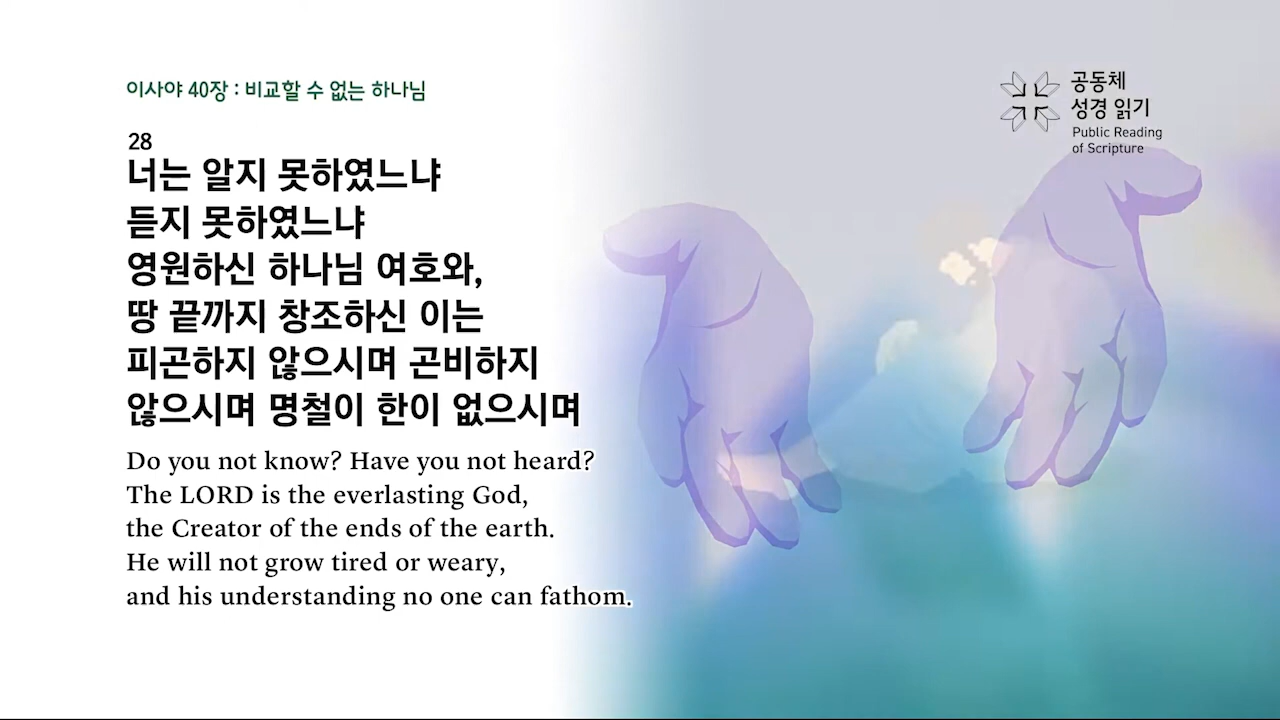 이사야 40장 : 비교할 수 없는 하나님
공동체
성경 읽기
Public Reading
of Scripture
28
너는 알지 못하였느냐
듣지 못하였느냐
영원하신 하나님 여호와,
땅 끝까지 창조하신 이는
피곤하지 않으시며 곤비하지
않으시며 명철이 한이 없으시며
Do you not know? Have you not heard?
The LORD is the everlasting God,
the Creator of the ends of the earth.
He will not grow tired or weary,
and his understanding no one can fathom.